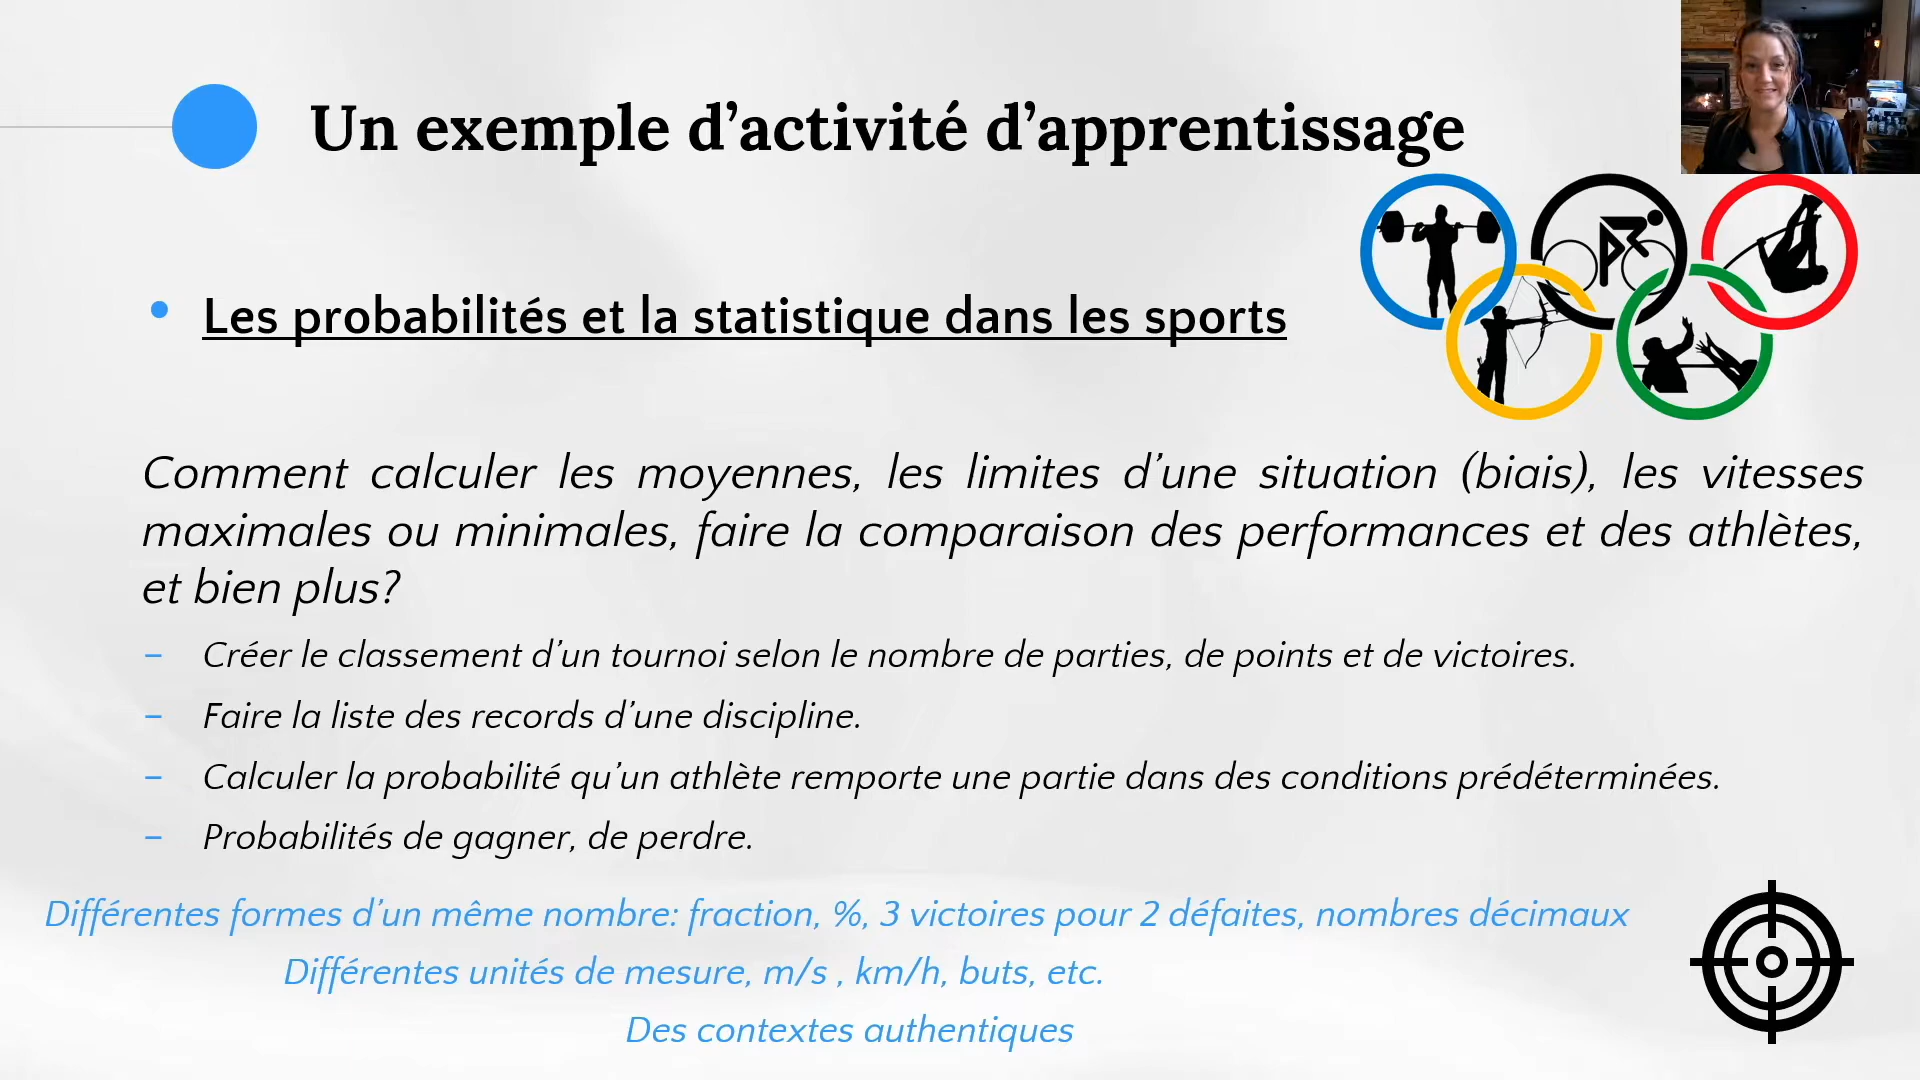 Un exemple d’activité d’apprentissage
Les probabilités et la statistique dans les sports
Comment calculer les moyennes, les limites d’une situation (biais), les vitesses
maximales ou minimales, faire la comparaison des performances et des athlètes,
et bien plus?
– Créer le classement d’un tournoi selon le nombre de parties, de points et de victoires.
– Faire la liste des records d’une discipline.
– Calculer la probabilité qu’un athlète remporte une partie dans des conditions prédéterminées.
– Probabilités de gagner, de perdre.
Différentes formes d’un même nombre: fraction, %, 3 victoires pour 2 défaites, nombres décimaux
Différentes unités de mesure, m/s , km/h, buts, etc.
Des contextes authentiques